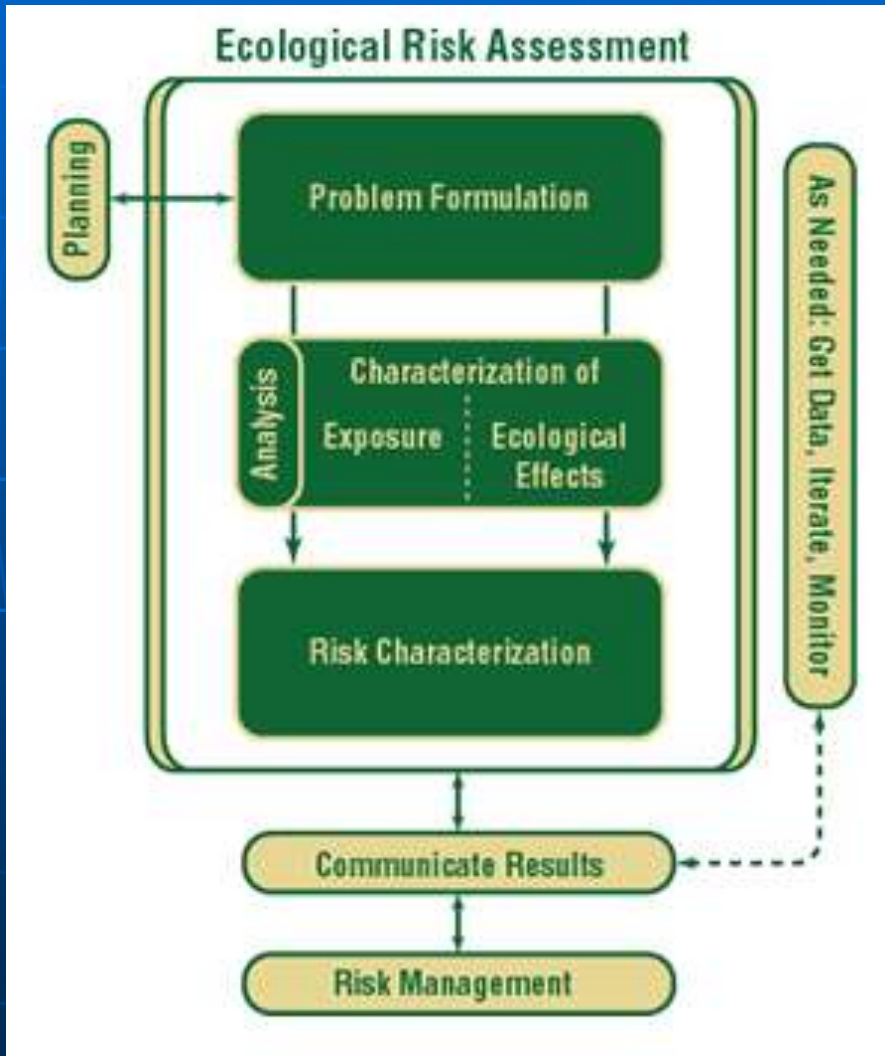 Ecological Risk Assessment
Planning
Problem Formulation
Analysis
Characterization of
Exposure
Ecological
Effects
Risk Characterization
As Needed: Get Data, Iterate, Monitor
Communicate Results
Risk Management